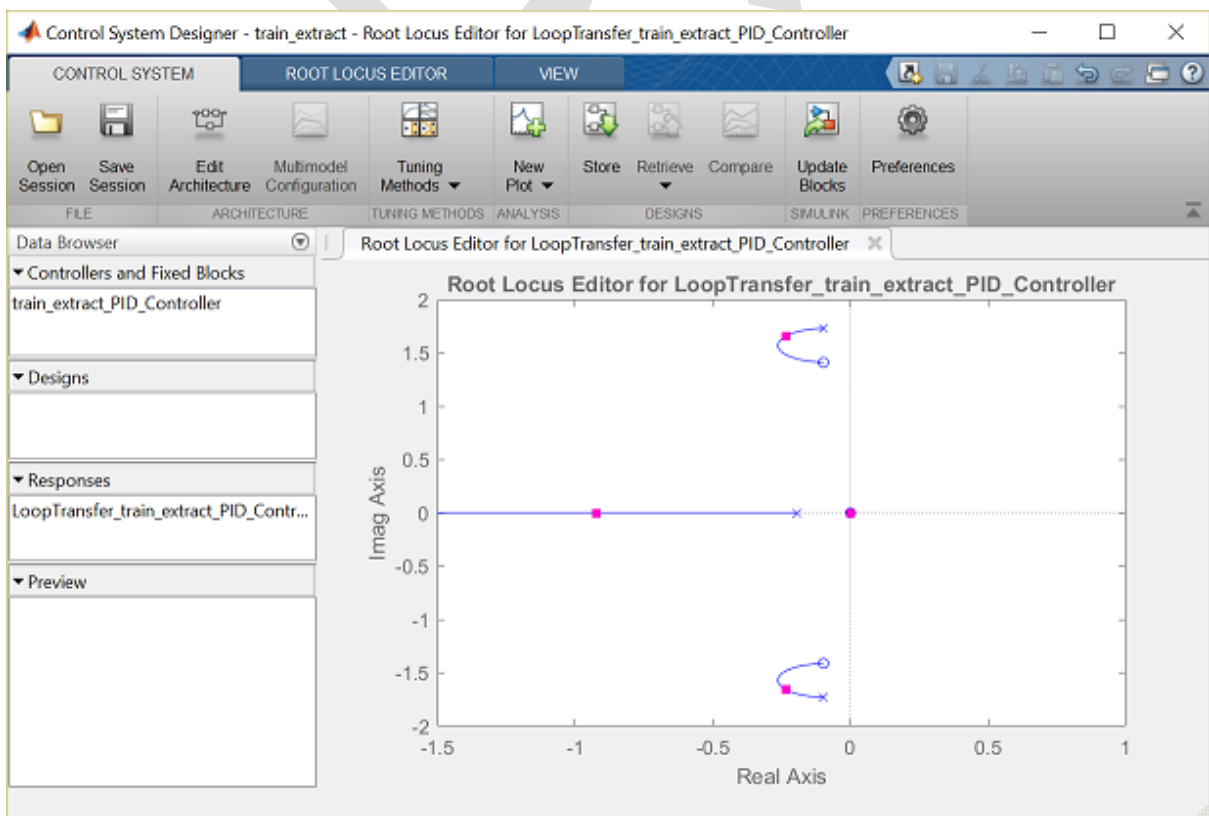 Control System Designer - train_extract - Root Locus Editor for LoopTransfer_train_extract_PID_Controller
CONTROL SYSTEM ROOT LOCUS EDITOR VIEW
Open Session
Save Session
Edit Architecture
Multimodel Configuration
Tuning Methods
New Plot
Store
Retrieve
Compare
Update Blocks
Preferences
FILE ARCHITECTURE TUNING METHODS ANALYSIS DESIGNS SIMULINK PREFERENCES
Data Browser
Controllers and Fixed Blocks
train_extract_PID_Controller
Designs
Responses
LoopTransfer_train_extract_PID_Contr...
Preview
Root Locus Editor for LoopTransfer_train_extract_PID_Controller
Root Locus Editor for LoopTransfer_train_extract_PID_Controller
2
1.5
1
0.5
0
-0.5
-1
-1.5
-2
Imag Axis
-1.5 -1 -0.5 0 0.5 1
Real Axis